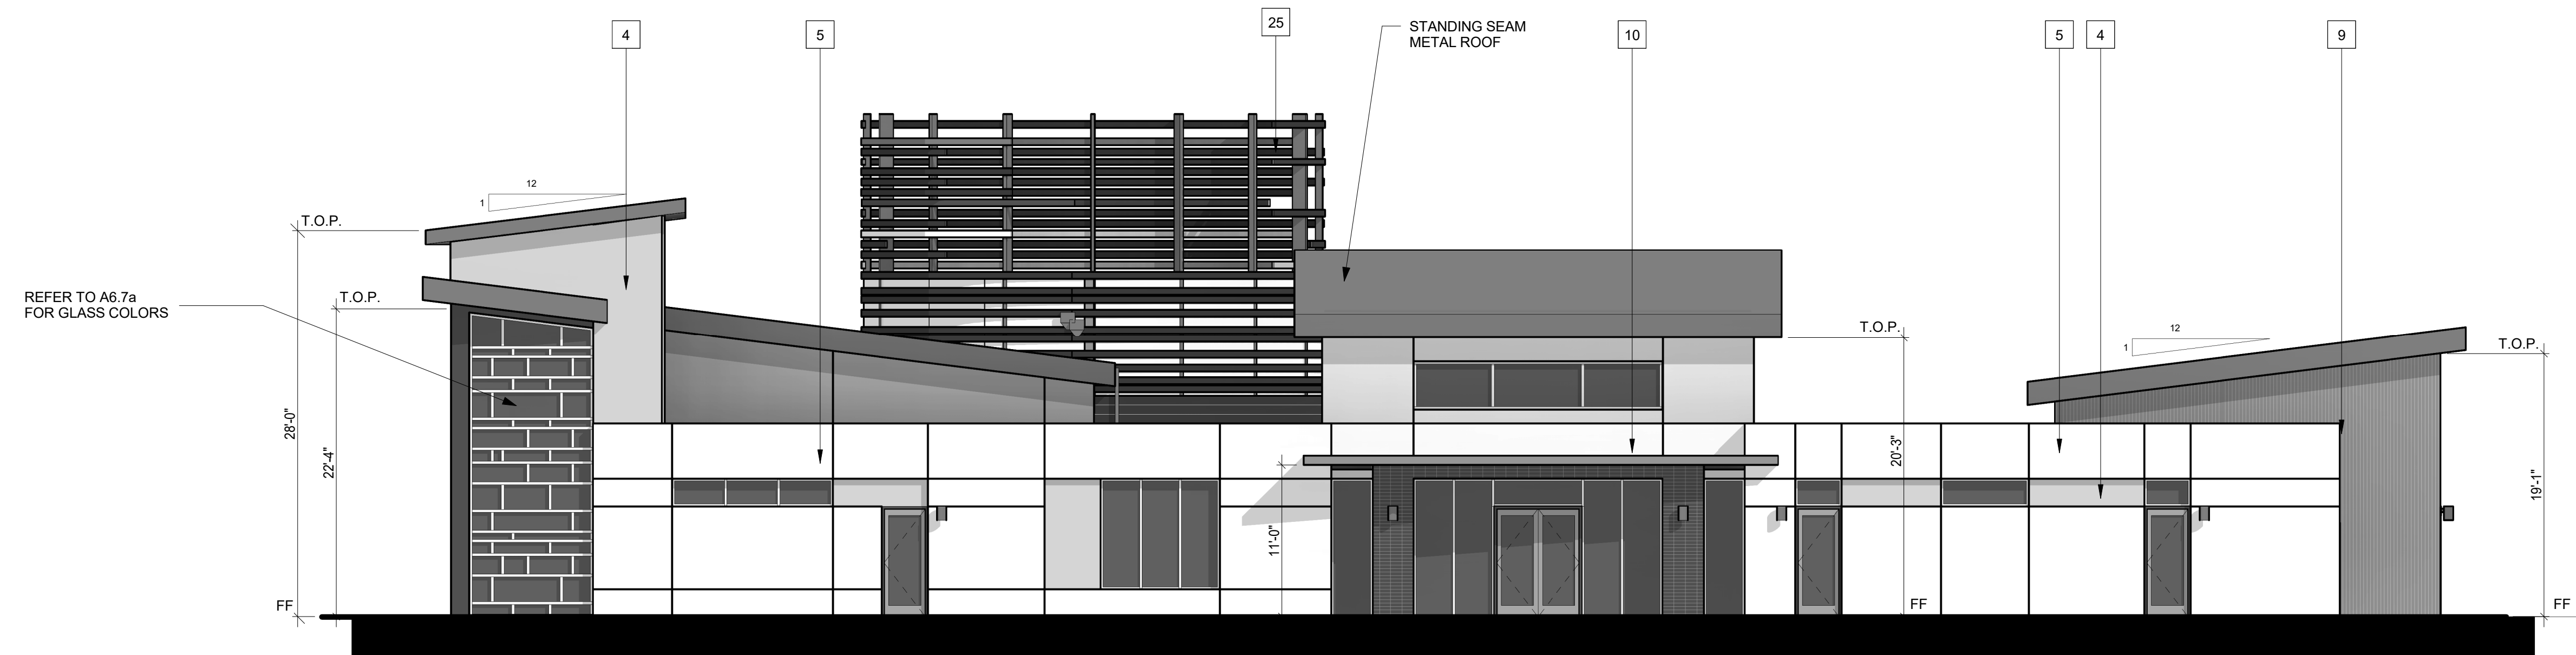 4
5
25
STANDING SEAM
METAL ROOF
10
5
4
9
12
1
T.O.P.
REFER TO A6.7a
FOR GLASS COLORS
T.O.P.
T.O.P.
12
1
T.O.P.
28'-0"
22'-4"
11'-0"
20'-3"
19'-1"
FF
FF
FF